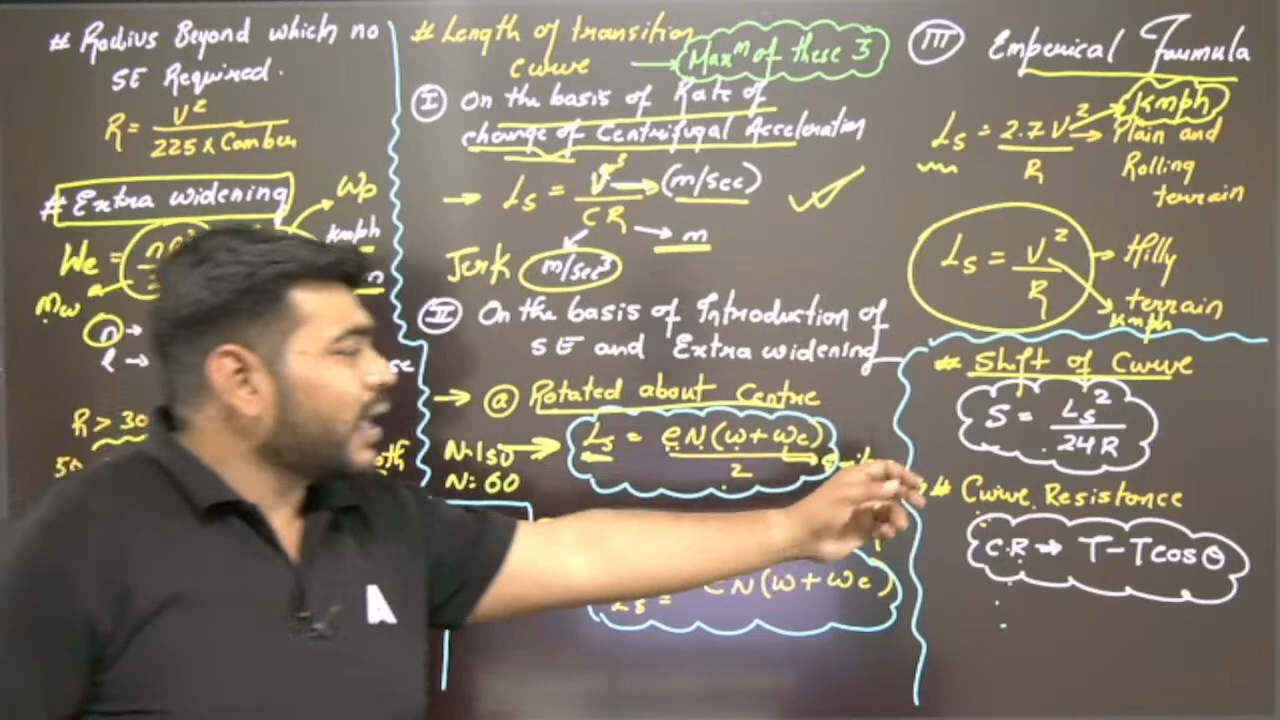 # Radius Beyond which no
SE Required.
R = V²
225 x Camber
# Extra widening
Wp
kmph
We =
Mw
n →
l →
R > 30
# Length of transition
curve → Maxᵐ of these 3
I On the basis of Rate of
change of Centrifugal Acceleration
→ Ls = V³ → (m/sec)
CR → m
Jerk m/sec³
II On the basis of Introduction of
SE and Extra widening
→ a Rotated about Centre
N: 150
Ls = eN(w + we)
2
N: 60
Ls = eN(w + we)
III Emperical Formula
kmph
Ls = 2.7V² → Plain and
R Rolling
terrain
Ls = V² → Hilly
R terrain
kmph
# Shift of Curve
S = Ls²
24R
# Curve Resistance
C.R → T-Tcosθ
A